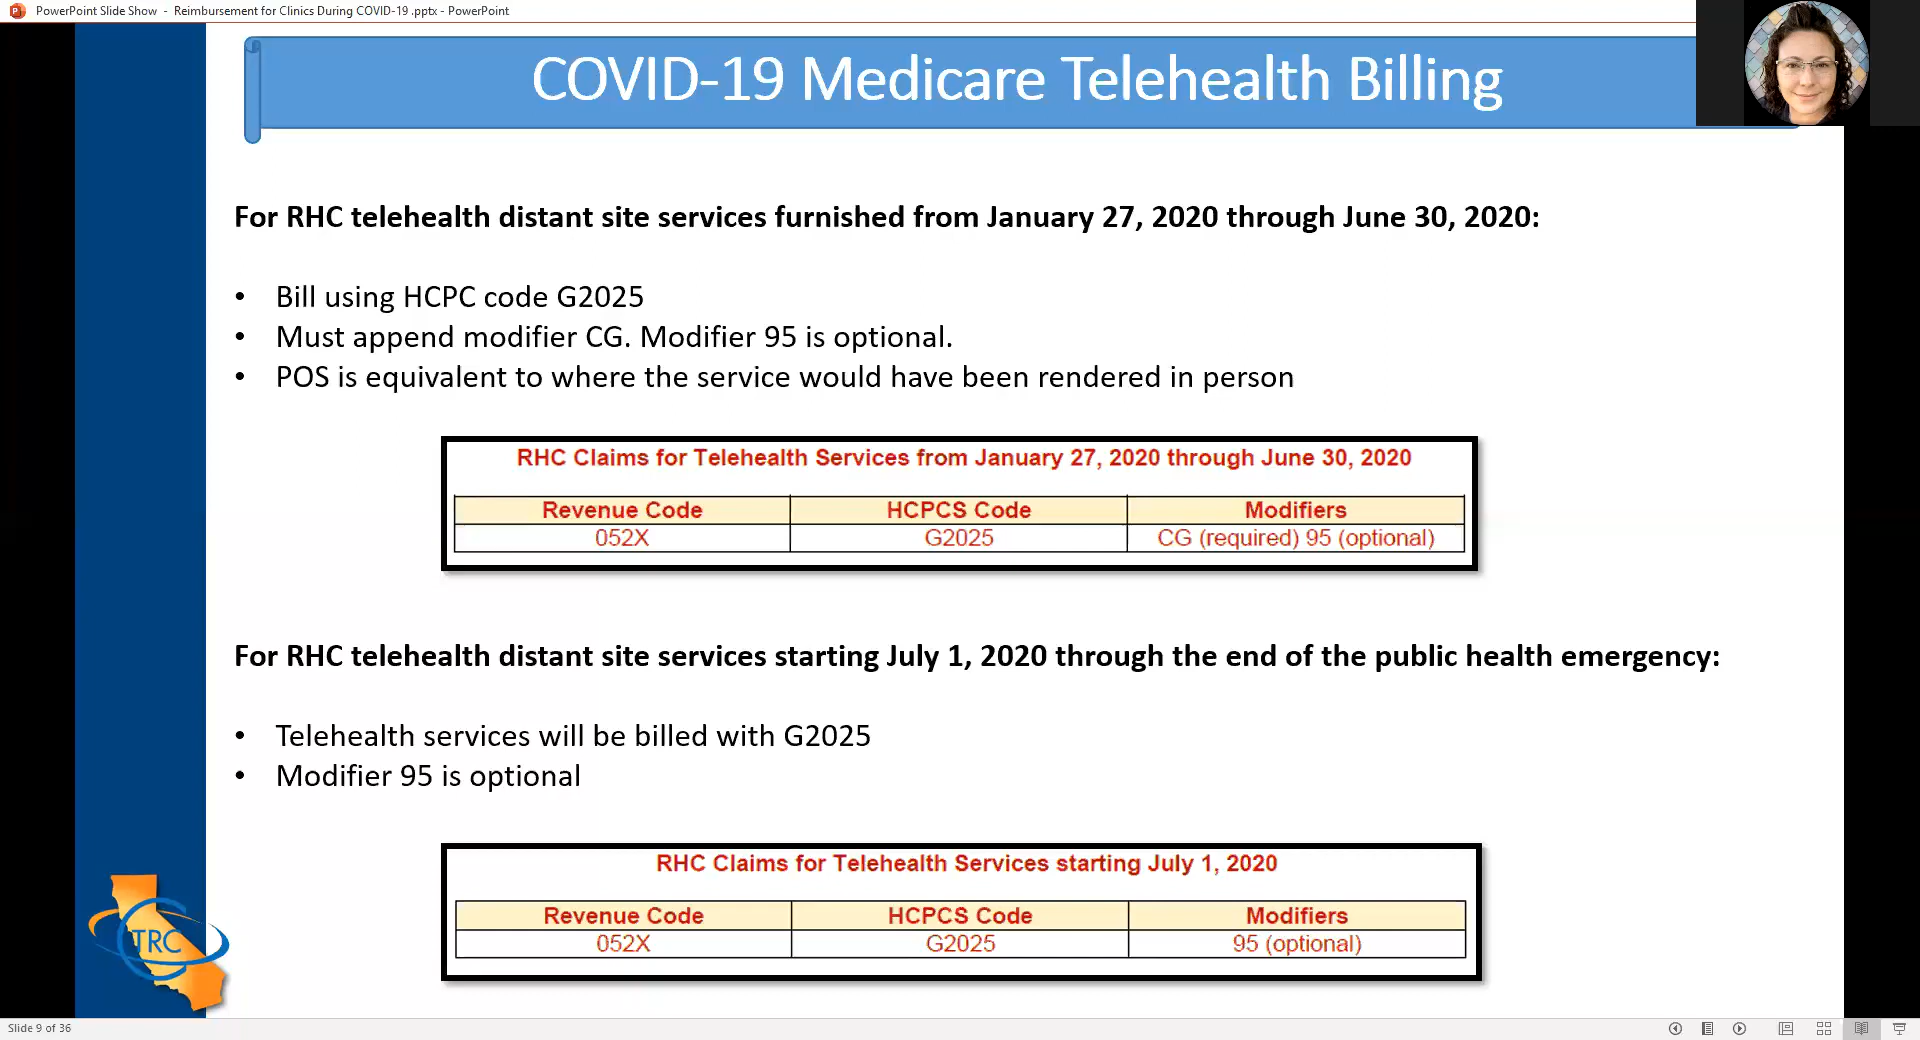 PowerPoint Slide Show - Reimbursement for Clinics During COVID-19 .pptx - PowerPoint
COVID-19 Medicare Telehealth Billing
For RHC telehealth distant site services furnished from January 27, 2020 through June 30, 2020:
• Bill using HCPC code G2025
• Must append modifier CG. Modifier 95 is optional.
• POS is equivalent to where the service would have been rendered in person
RHC Claims for Telehealth Services from January 27, 2020 through June 30, 2020
Revenue Code HCPCS Code Modifiers
052X G2025 CG (required) 95 (optional)
For RHC telehealth distant site services starting July 1, 2020 through the end of the public health emergency:
• Telehealth services will be billed with G2025
• Modifier 95 is optional
RHC Claims for Telehealth Services starting July 1, 2020
Revenue Code HCPCS Code Modifiers
052X G2025 95 (optional)
TRC
Slide 9 of 36